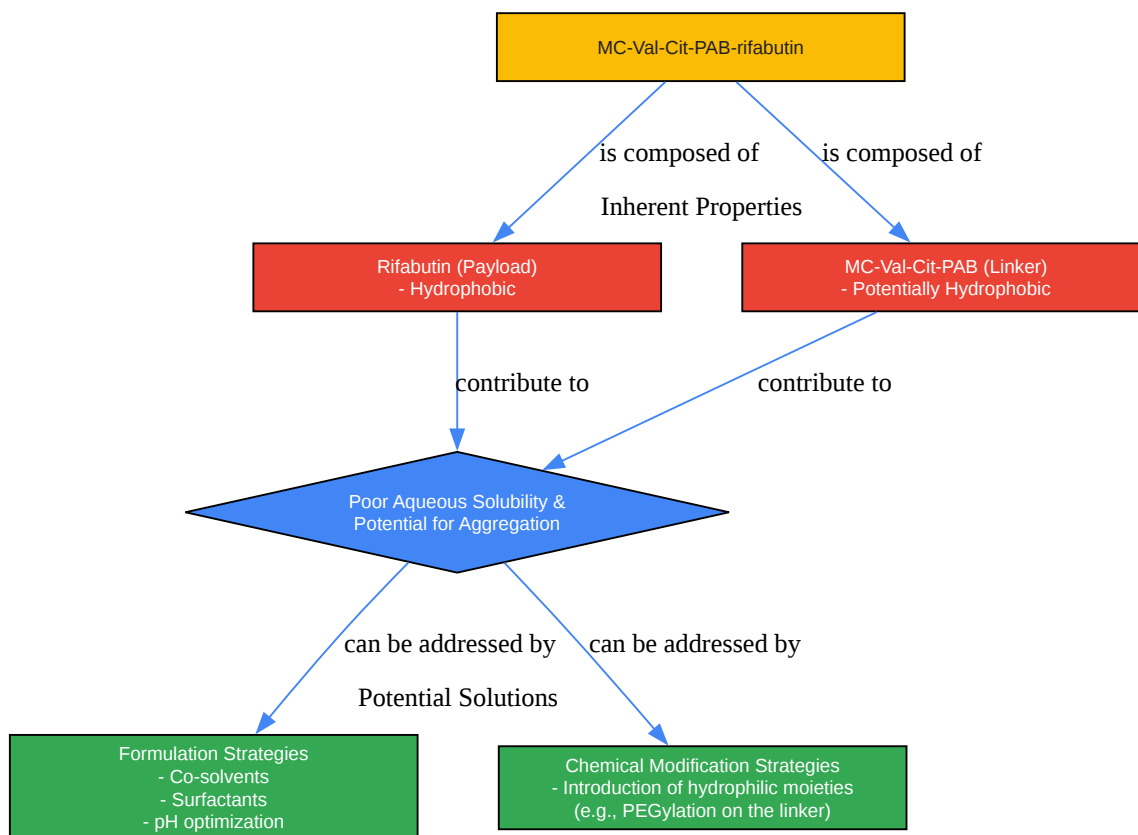 MC-Val-Cit-PAB-rifabutin
is composed of
is composed of
Inherent Properties
Rifabutin (Payload)
- Hydrophobic
MC-Val-Cit-PAB (Linker)
- Potentially Hydrophobic
contribute to
contribute to
Poor Aqueous Solubility &
Potential for Aggregation
can be addressed by
can be addressed by
Potential Solutions
Formulation Strategies
- Co-solvents
- Surfactants
- pH optimization
Chemical Modification Strategies
- Introduction of hydrophilic moieties
(e.g., PEGylation on the linker)